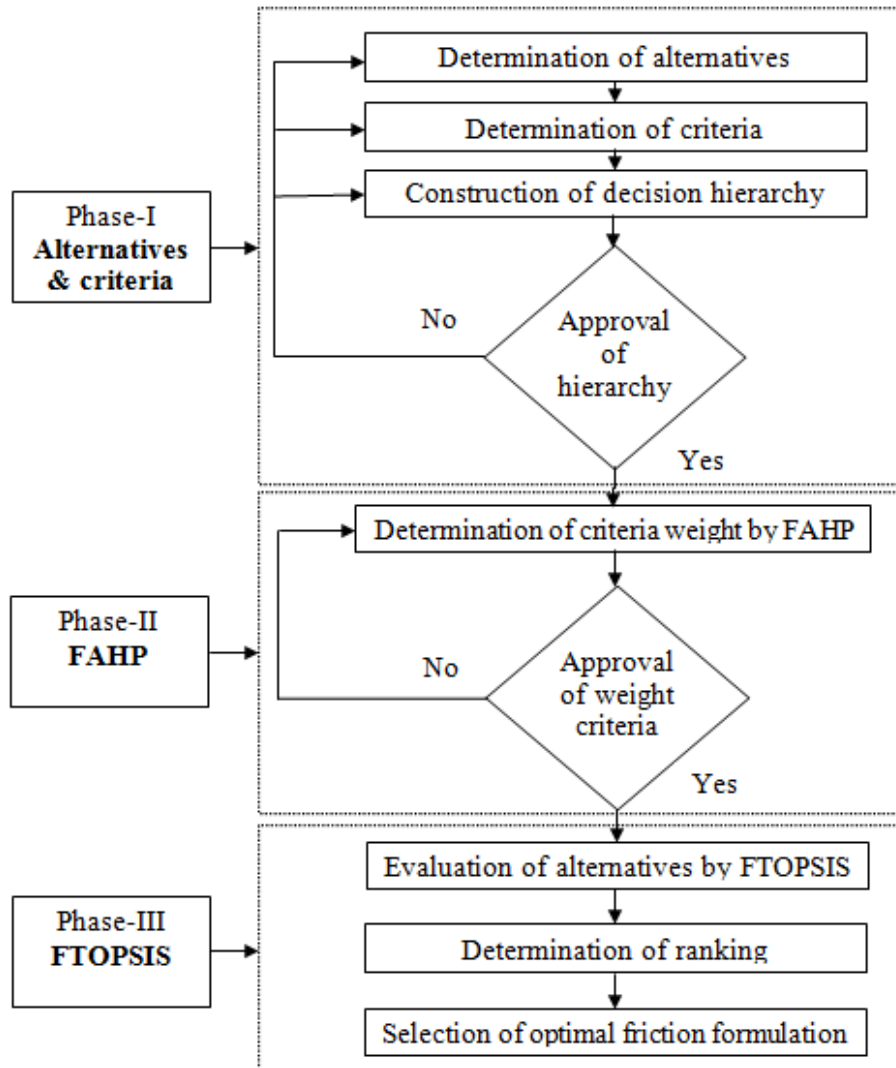 Determination of alternatives
Determination of criteria
Construction of decision hierarchy
Phase-I
Alternatives
& criteria
No
Approval
of
hierarchy
Yes
Determination of criteria weight by FAHP
Phase-II
FAHP
No
Approval
of weight
criteria
Yes
Evaluation of alternatives by FTOPSIS
Phase-III
FTOPSIS
Determination of ranking
Selection of optimal friction formulation